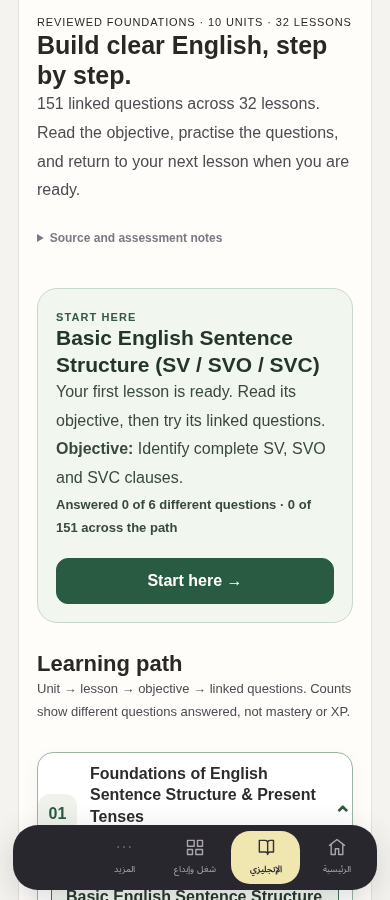 REVIEWED FOUNDATIONS · 10 UNITS · 32 LESSONS
Build clear English, step
by step.
151 linked questions across 32 lessons.
Read the objective, practise the questions,
and return to your next lesson when you are
ready.
▶ Source and assessment notes
START HERE
Basic English Sentence
Structure (SV / SVO / SVC)
Your first lesson is ready. Read its
objective, then try its linked questions.
Objective: Identify complete SV, SVO
and SVC clauses.
Answered 0 of 6 different questions · 0 of
151 across the path
Start here →
Learning path
Unit → lesson → objective → linked questions. Counts
show different questions answered, not mastery or XP.
01
Foundations of English
Sentence Structure & Present
Tenses
الرئيسية
الإنجليزي
شغل وإبداع
المزيد
Basic English Sentence Structure